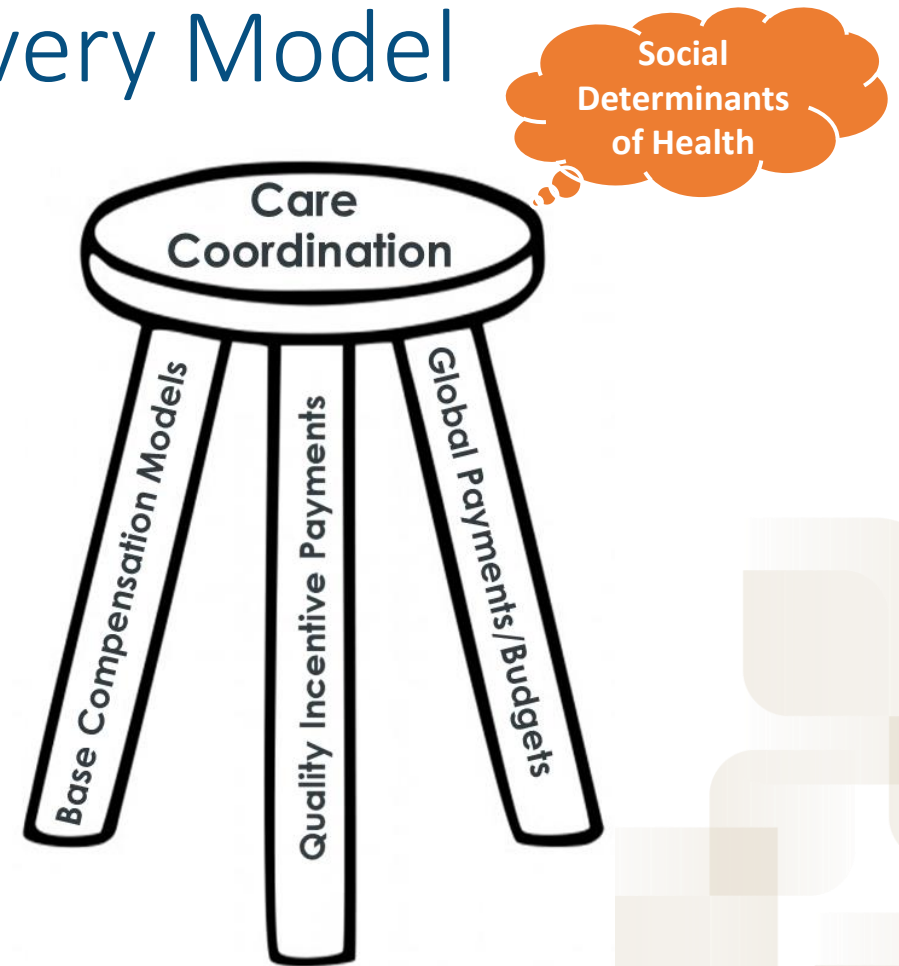 very Model
Social
Determinants
of Health
Care
Coordination
Base Compensation Models
Quality Incentive Payments
Global Payments/Budgets